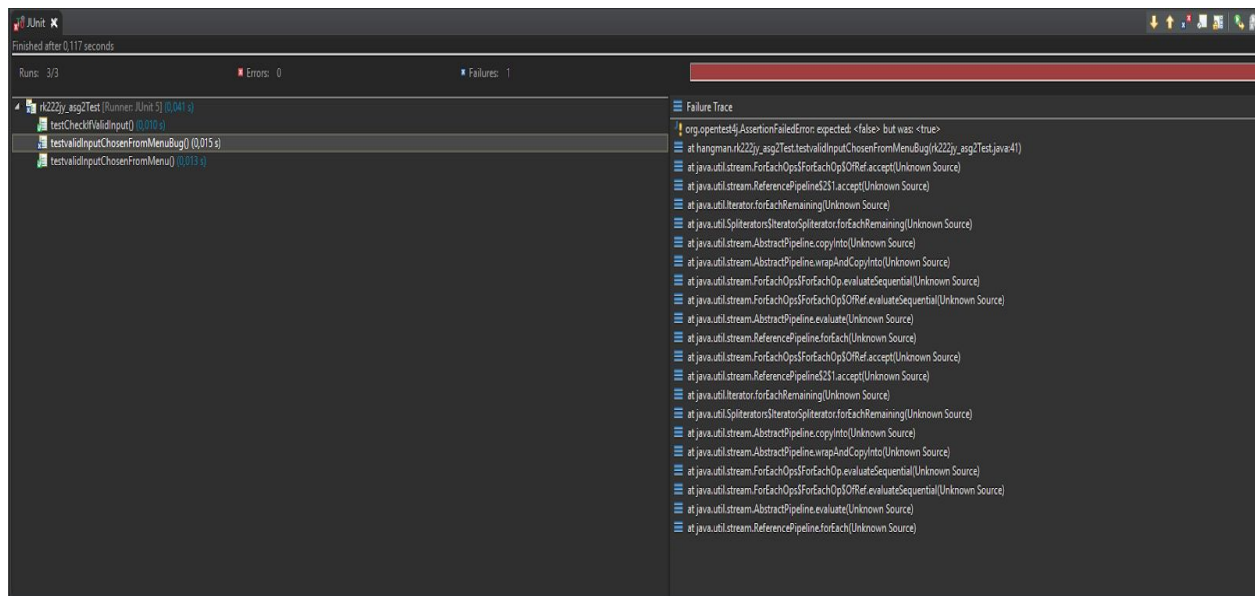 JUnit
Finished after 0,117 seconds
Runs: 3/3
Errors: 0
Failures: 1
rk222jy_asg2Test [Runner: JUnit 5] (0,041 s)
testCheckIfValidInput() (0,010 s)
testvalidInputChosenFromMenuBug() (0,015 s)
testvalidInputChosenFromMenu() (0,013 s)
Failure Trace
org.opentest4j.AssertionFailedError: expected: <false> but was: <true>
at hangman.rk222jy_asg2Test.testvalidInputChosenFromMenuBug(rk222jy_asg2Test.java:41)
at java.util.stream.ForEachOps$ForEachOp$OfRef.accept(Unknown Source)
at java.util.stream.ReferencePipeline$2$1.accept(Unknown Source)
at java.util.Iterator.forEachRemaining(Unknown Source)
at java.util.Spliterators$IteratorSpliterator.forEachRemaining(Unknown Source)
at java.util.stream.AbstractPipeline.copyInto(Unknown Source)
at java.util.stream.AbstractPipeline.wrapAndCopyInto(Unknown Source)
at java.util.stream.ForEachOps$ForEachOp.evaluateSequential(Unknown Source)
at java.util.stream.ForEachOps$ForEachOp$OfRef.evaluateSequential(Unknown Source)
at java.util.stream.AbstractPipeline.evaluate(Unknown Source)
at java.util.stream.ReferencePipeline.forEach(Unknown Source)
at java.util.stream.ForEachOps$ForEachOp$OfRef.accept(Unknown Source)
at java.util.stream.ReferencePipeline$2$1.accept(Unknown Source)
at java.util.Iterator.forEachRemaining(Unknown Source)
at java.util.Spliterators$IteratorSpliterator.forEachRemaining(Unknown Source)
at java.util.stream.AbstractPipeline.copyInto(Unknown Source)
at java.util.stream.AbstractPipeline.wrapAndCopyInto(Unknown Source)
at java.util.stream.ForEachOps$ForEachOp.evaluateSequential(Unknown Source)
at java.util.stream.ForEachOps$ForEachOp$OfRef.evaluateSequential(Unknown Source)
at java.util.stream.AbstractPipeline.evaluate(Unknown Source)
at java.util.stream.ReferencePipeline.forEach(Unknown Source)